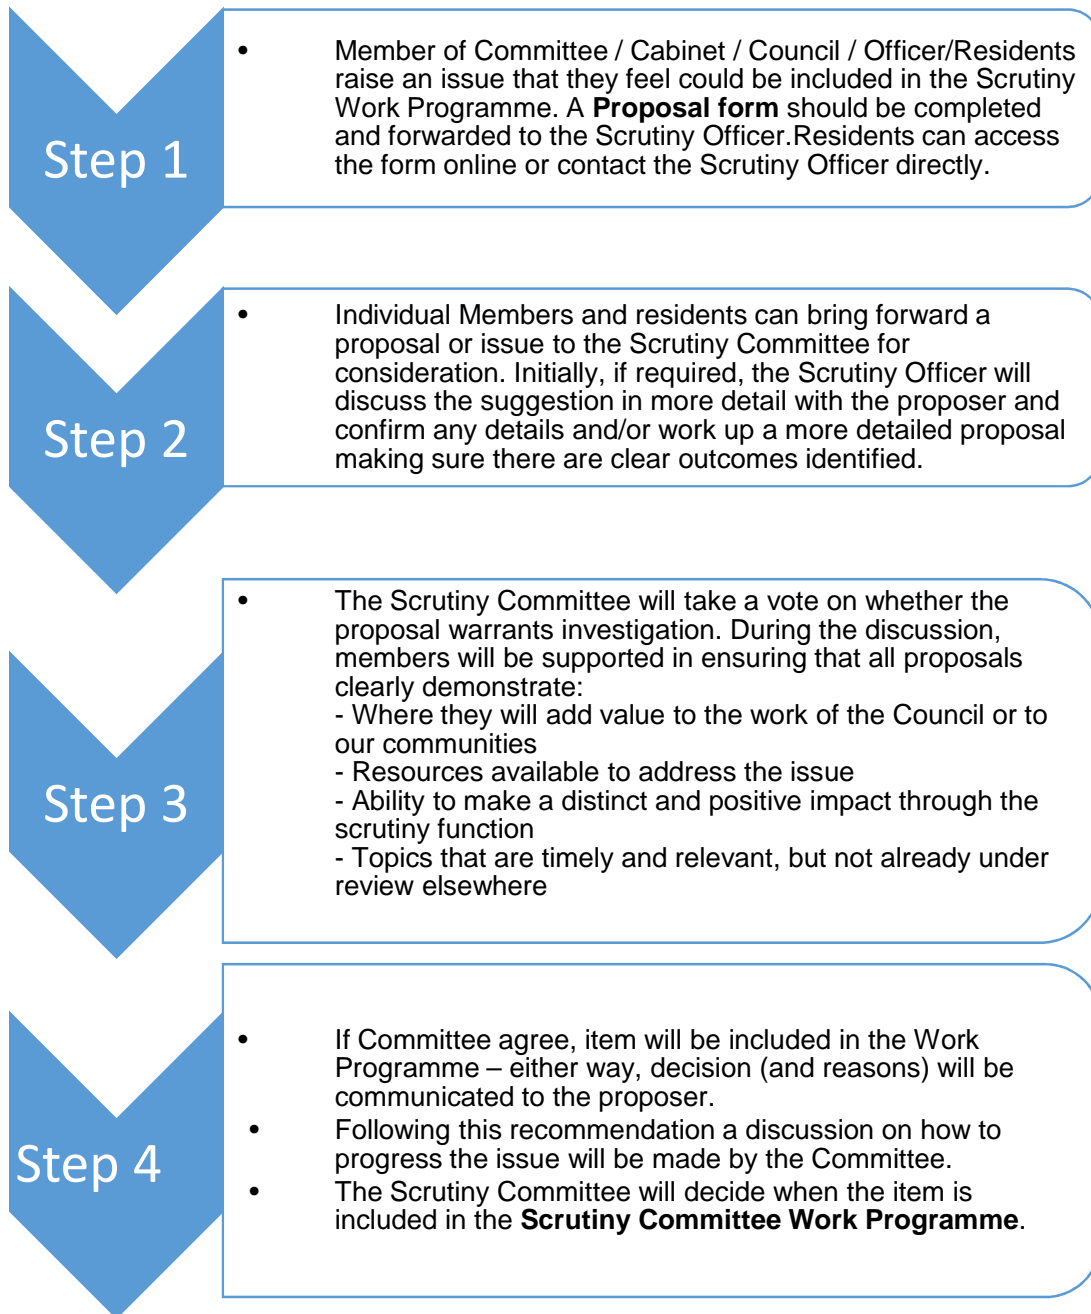 Step 1
• Member of Committee / Cabinet / Council / Officer/Residents
raise an issue that they feel could be included in the Scrutiny
Work Programme. A Proposal form should be completed
and forwarded to the Scrutiny Officer.Residents can access
the form online or contact the Scrutiny Officer directly.
Step 2
• Individual Members and residents can bring forward a
proposal or issue to the Scrutiny Committee for
consideration. Initially, if required, the Scrutiny Officer will
discuss the suggestion in more detail with the proposer and
confirm any details and/or work up a more detailed proposal
making sure there are clear outcomes identified.
Step 3
• The Scrutiny Committee will take a vote on whether the
proposal warrants investigation. During the discussion,
members will be supported in ensuring that all proposals
clearly demonstrate:
- Where they will add value to the work of the Council or to
our communities
- Resources available to address the issue
- Ability to make a distinct and positive impact through the
scrutiny function
- Topics that are timely and relevant, but not already under
review elsewhere
Step 4
• If Committee agree, item will be included in the Work
Programme – either way, decision (and reasons) will be
communicated to the proposer.
• Following this recommendation a discussion on how to
progress the issue will be made by the Committee.
• The Scrutiny Committee will decide when the item is
included in the Scrutiny Committee Work Programme.